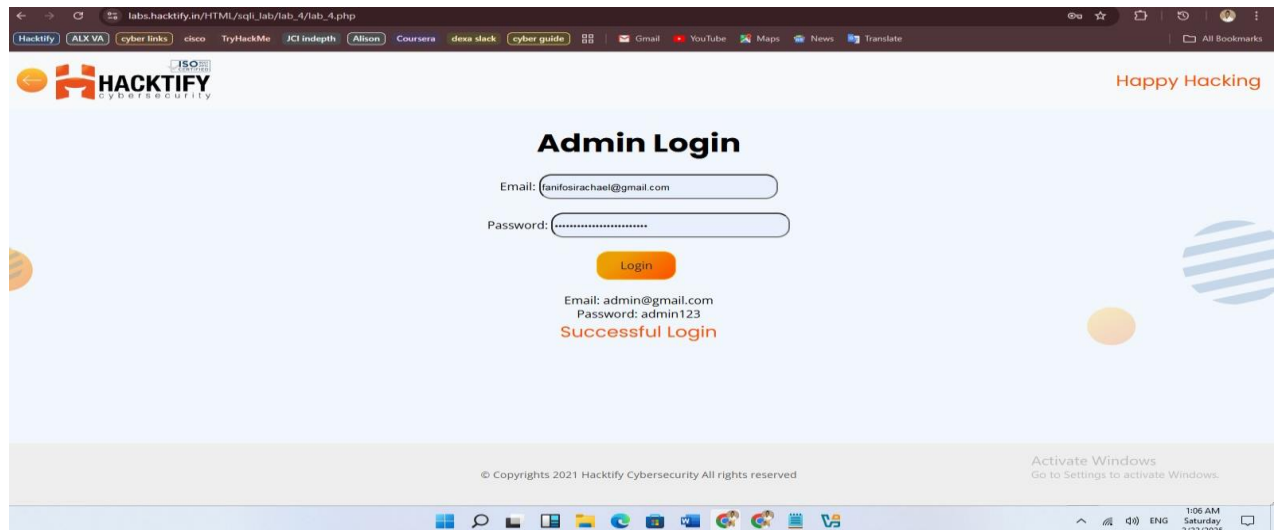 labs.hacktify.in/HTML/sqli_lab/lab_4/lab_4.php
Hacktify ALX VA cyber links cisco TryHackMe JCI indepth Alison Coursera dexa slack cyber guide Gmail YouTube Maps News Translate All Bookmarks
ISO
CERTIFIED
HACKTIFY
cybersecurity
Happy Hacking
Admin Login
Email: fanifosirachael@gmail.com
Password:
Login
Email: admin@gmail.com
Password: admin123
Successful Login
© Copyrights 2021 Hacktify Cybersecurity All rights reserved
Activate Windows
Go to Settings to activate Windows.
1:06 AM
ENG Saturday